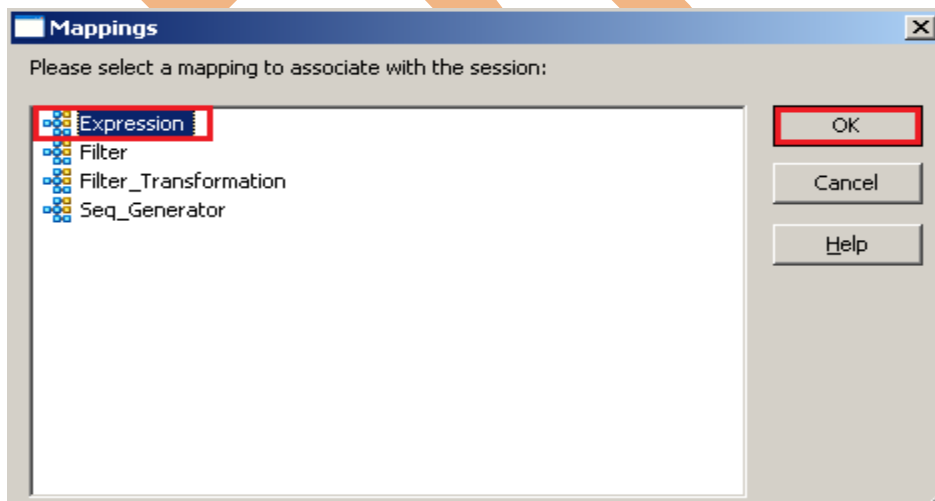 Mappings
Please select a mapping to associate with the session:
Expression
Filter
Filter_Transformation
Seq_Generator
OK
Cancel
Help